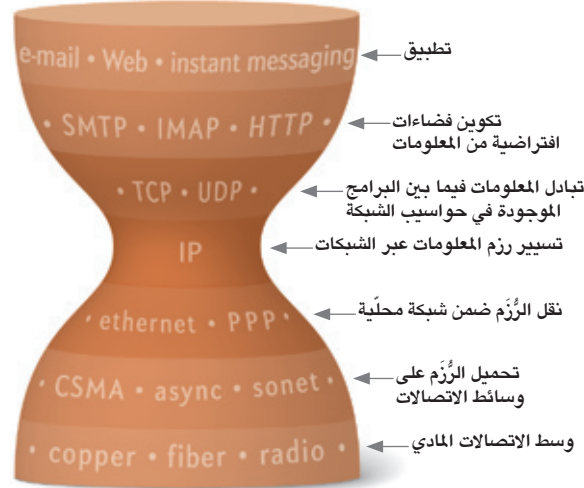 e-mail • Web • instant messaging
تطبيق
• SMTP • IMAP • HTTP •
تكوين فضاءات
افتراضية من المعلومات
• TCP • UDP •
تبادل المعلومات فيما بين البرامج
الموجودة في حواسيب الشبكة
IP
تسيير رزم المعلومات عبر الشبكات
• ethernet • PPP •
نقل الرُّزَم ضمن شبكة محلّية
• CSMA • async • sonet •
تحميل الرُّزَم على
وسائط الاتصالات
• copper • fiber • radio •
وسط الاتصالات المادي